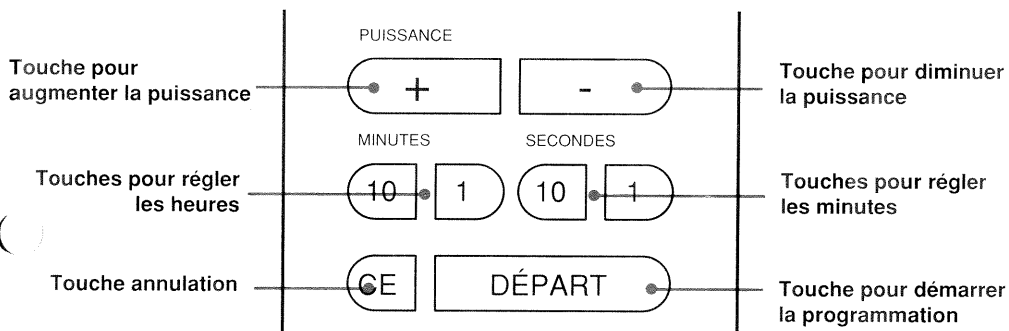 PUISSANCE
Touche pour
augmenter la puissance
+
-
Touche pour diminuer
la puissance
MINUTES
SECONDES
Touches pour régler
les heures
10
1
10
1
Touches pour régler
les minutes
Touche annulation
CE
DÉPART
Touche pour démarrer
la programmation